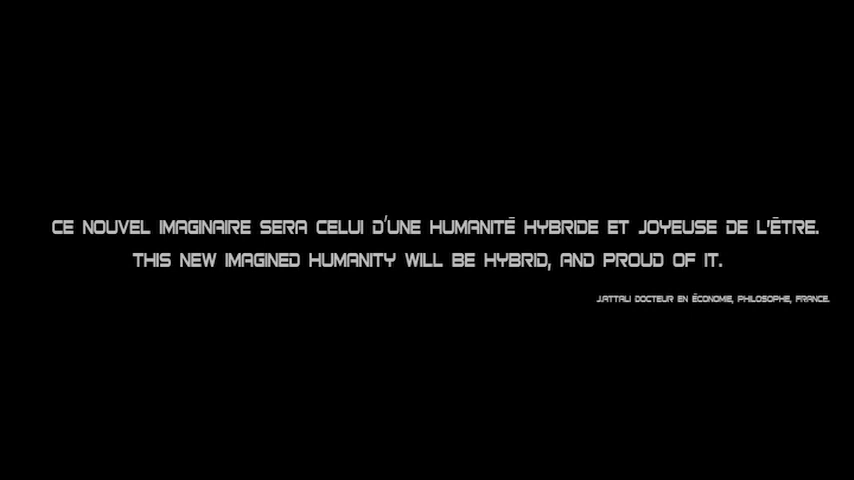 CE NOUVEL IMAGINAIRE SERA CELUI D'UNE HUMANITÉ HYBRIDE ET JOYEUSE DE L'ÊTRE.
THIS NEW IMAGINED HUMANITY WILL BE HYBRID, AND PROUD OF IT.
J.ATTALI DOCTEUR EN ÉCONOMIE, PHILOSOPHE, FRANCE.